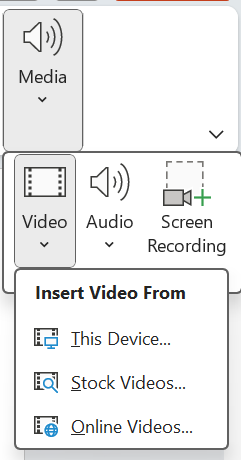 Media
Video
Audio
Screen
Recording
Insert Video From
This Device...
Stock Videos...
Online Videos...